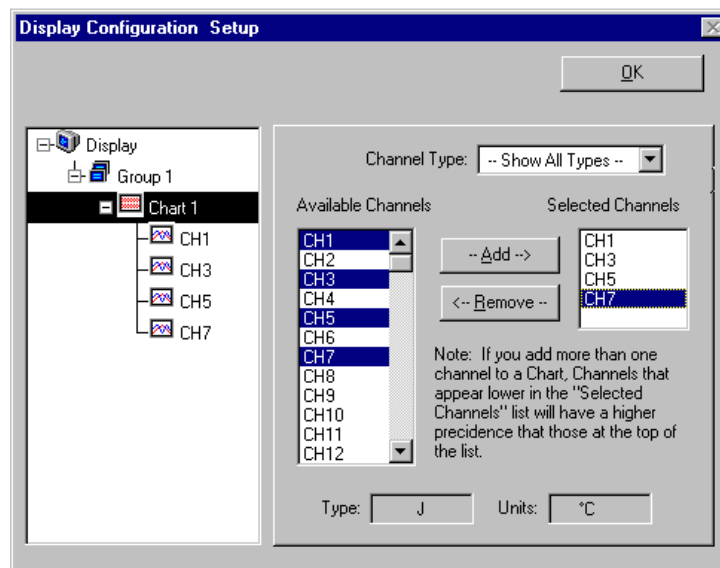 Display Configuration Setup
OK
Display
Group 1
Chart 1
CH1
CH3
CH5
CH7
Channel Type: -- Show All Types --
Available Channels
CH1
CH2
CH3
CH4
CH5
CH6
CH7
CH8
CH9
CH10
CH11
CH12
-- Add -->
<-- Remove --
Selected Channels
CH1
CH3
CH5
CH7
Note: If you add more than one
channel to a Chart, Channels that
appear lower in the "Selected
Channels" list will have a higher
precidence that those at the top of
the list.
Type: J Units: °C